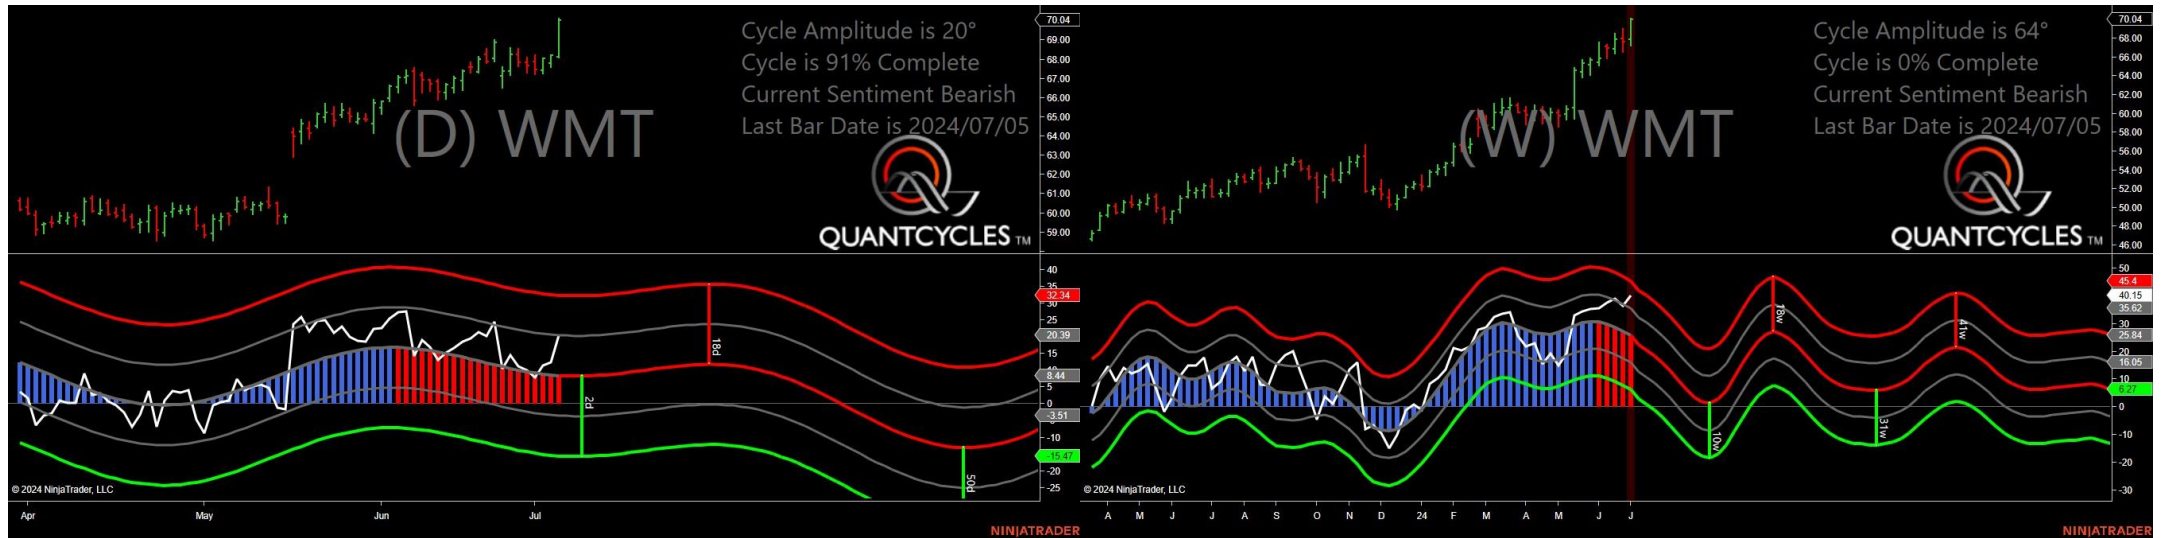 Cycle Amplitude is 20°
Cycle is 91% Complete
Current Sentiment Bearish
Last Bar Date is 2024/07/05
(D) WMT
QUANTCYCLES TM
70.04
69.00
68.00
67.00
66.00
65.00
64.00
63.00
62.00
61.00
60.00
59.00
40
35
32.34
30
25
20.39
15
8.44
5
0
-3.51
-10
-15.47
-20
-25
2d
18d
50d
© 2024 NinjaTrader, LLC
Apr
May
Jun
Jul
NINJATRADER
Cycle Amplitude is 64°
Cycle is 0% Complete
Current Sentiment Bearish
Last Bar Date is 2024/07/05
(W) WMT
QUANTCYCLES TM
70.04
68.00
66.00
64.00
62.00
60.00
58.00
56.00
54.00
52.00
50.00
48.00
46.00
50
45.4
40.15
35.62
30
25.84
20
16.05
10
6.27
0
-10
-20
-30
10w
18w
31w
41w
© 2024 NinjaTrader, LLC
A M J J A S O N D 24 F M A M J J
NINJATRADER